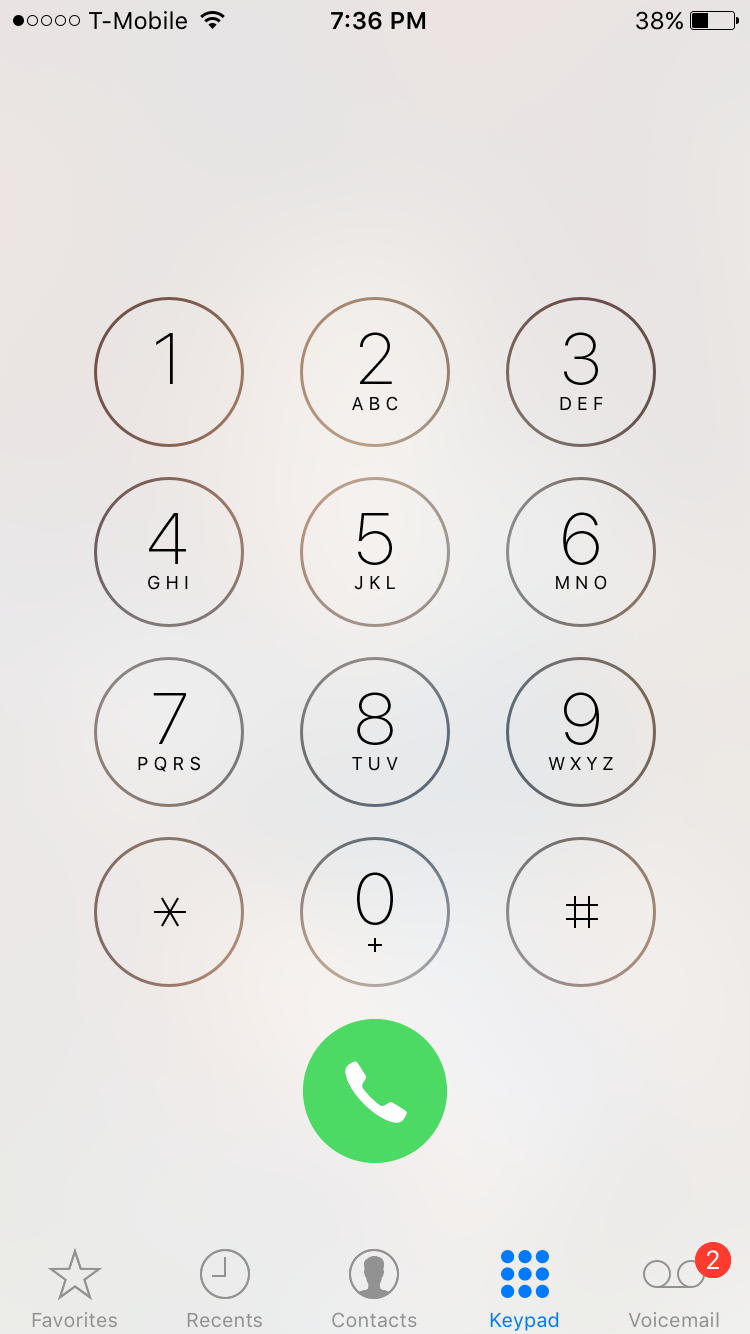 T-Mobile 7:36 PM 38%
1 2 3
ABC DEF
4 5 6
GHI JKL MNO
7 8 9
PQRS TUV WXYZ
* 0 #
+
2
Favorites Recents Contacts Keypad Voicemail